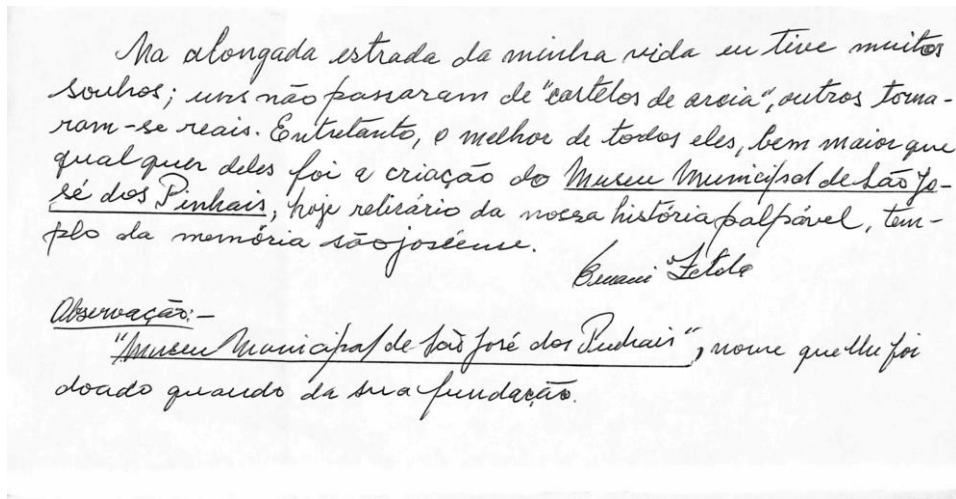 Na alongada estrada da minha vida eu tive muitos
sonhos; uns não passaram de "castelos de areia", outros torna-
ram-se reais. Entretanto, o melhor de todos eles, bem maior que
qualquer deles foi a criação do Museu Municipal de São Jo-
sé dos Pinhais, hoje relicário da nossa história palpável, tem-
plo da memória sãojoséense.
Ernani Zetola
Observação:-
"Museu Municipal de São José dos Pinhais", nome que lhe foi
doado quando da sua fundação.